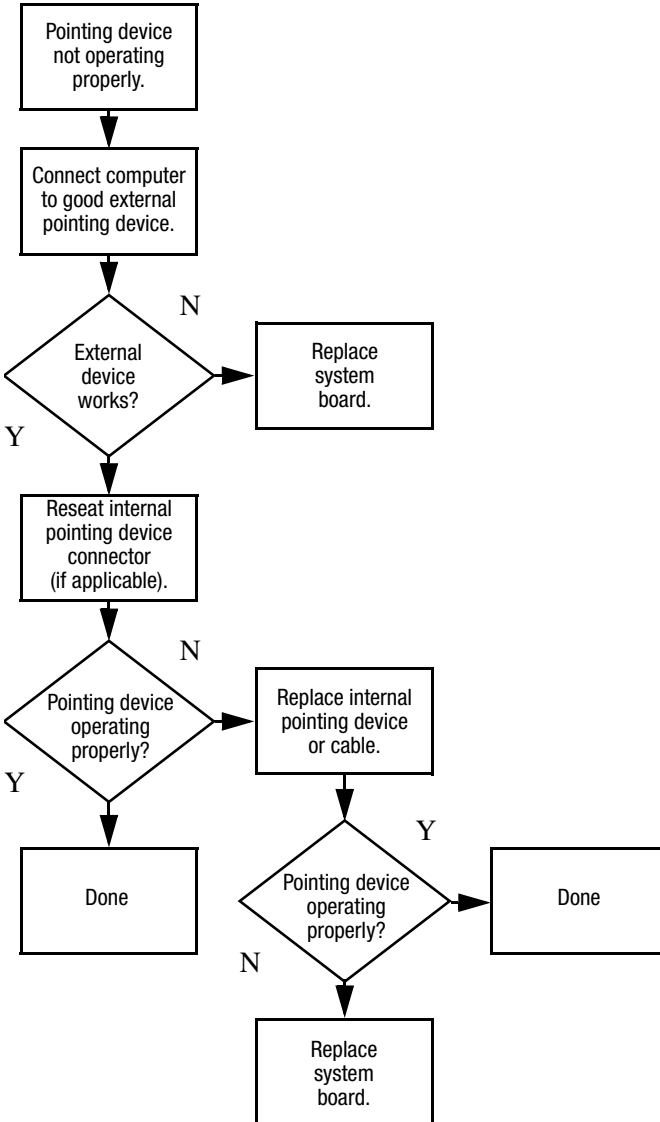 Pointing device
not operating
properly.
Connect computer
to good external
pointing device.
N
External
device
works?
Replace
system
board.
Y
Reseat internal
pointing device
connector
(if applicable).
N
Pointing device
operating
properly?
Replace internal
pointing device
or cable.
Y
Y
Done
Pointing device
operating
properly?
Done
N
Replace
system
board.